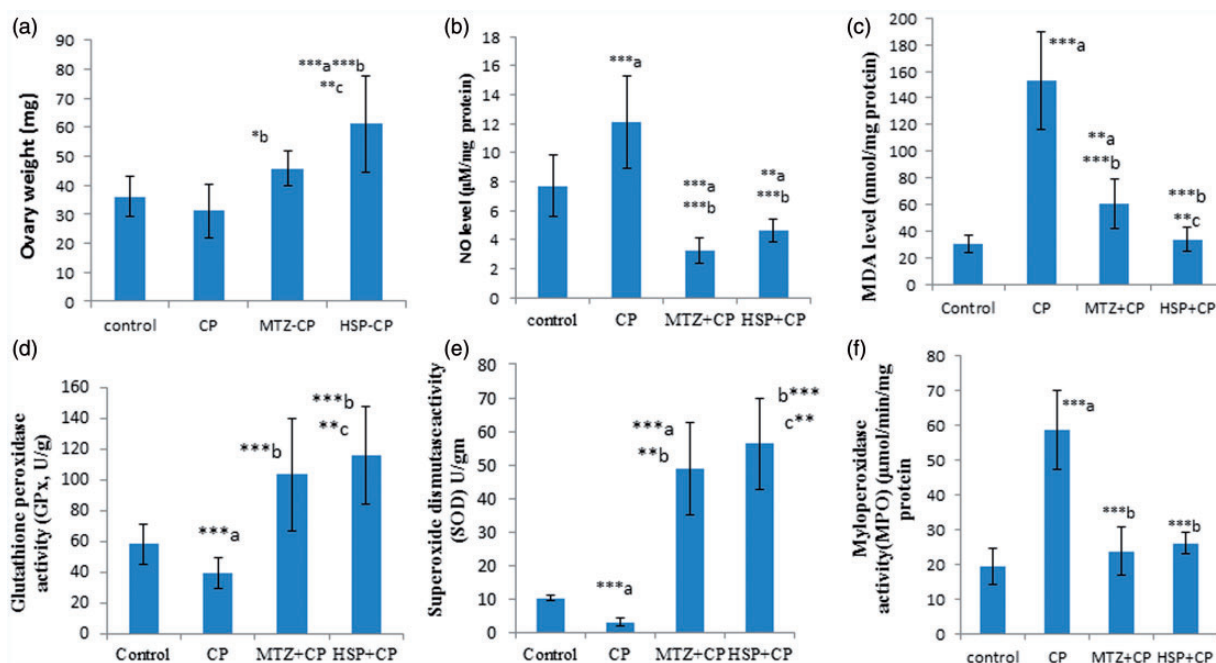 (a)
Ovary weight (mg)
90
80
70
60
50
40
30
20
10
0
***a***b
**c
*b
control CP MTZ-CP HSP-CP
(b)
NO level (µM/mg protein)
18
16
14
12
10
8
6
4
2
0
***a
***a
***b
**a
***b
control CP MTZ+CP HSP+CP
(c)
MDA level (nmol/mg protein)
200
180
160
140
120
100
80
60
40
20
0
***a
**a
***b
***b
**c
Control CP MTZ+CP HSP+CP
(d)
Glutathione peroxidase
activity (GPx, U/g)
160
140
120
100
80
60
40
20
0
***a
***b
***b
**c
Control CP MTZ+CP HSP+CP
(e)
Superoxide dismutaseactivity
(SOD) U/gm
80
70
60
50
40
30
20
10
0
***a
***a
**b
b***
c**
Control CP MTZ+CP HSP+CP
(f)
Myloperoxidase
activity(MPO) (µmol/min/mg
protein
80
70
60
50
40
30
20
10
0
***a
***b
***b
control CP MTZ+CP HSP+CP